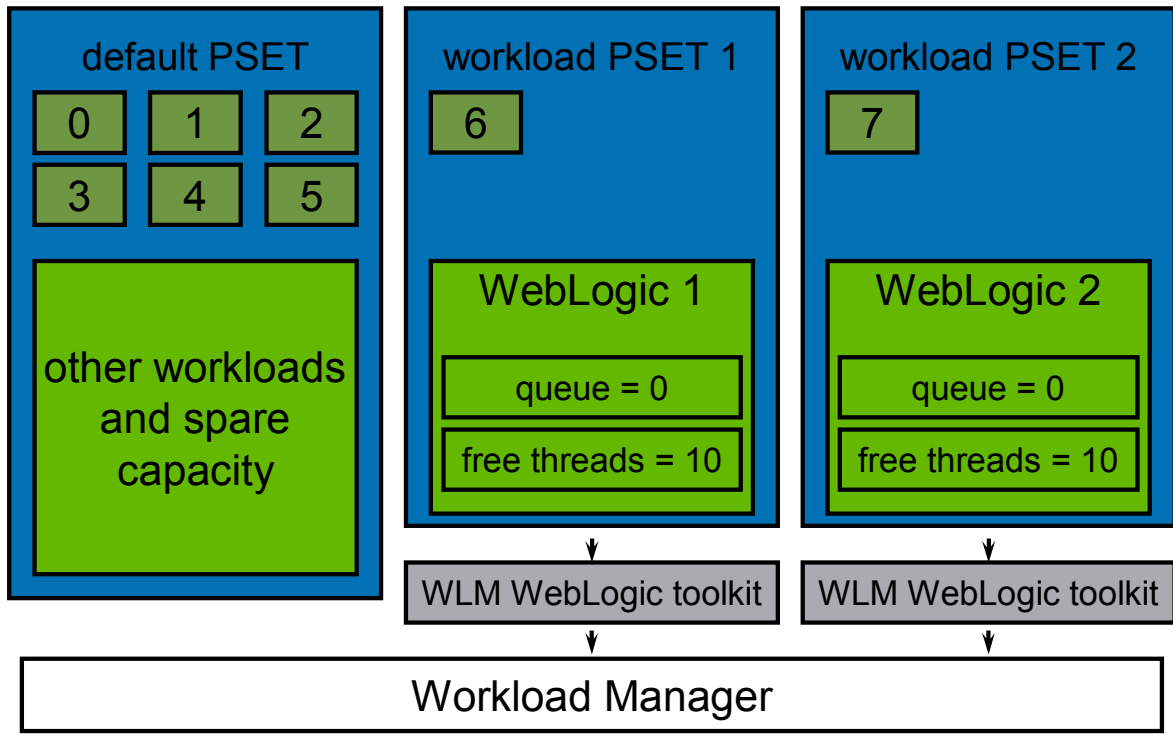 default PSET
0 1 2
3 4 5
other workloads
and spare
capacity
workload PSET 1
6
WebLogic 1
queue = 0
free threads = 10
WLM WebLogic toolkit
workload PSET 2
7
WebLogic 2
queue = 0
free threads = 10
WLM WebLogic toolkit
Workload Manager